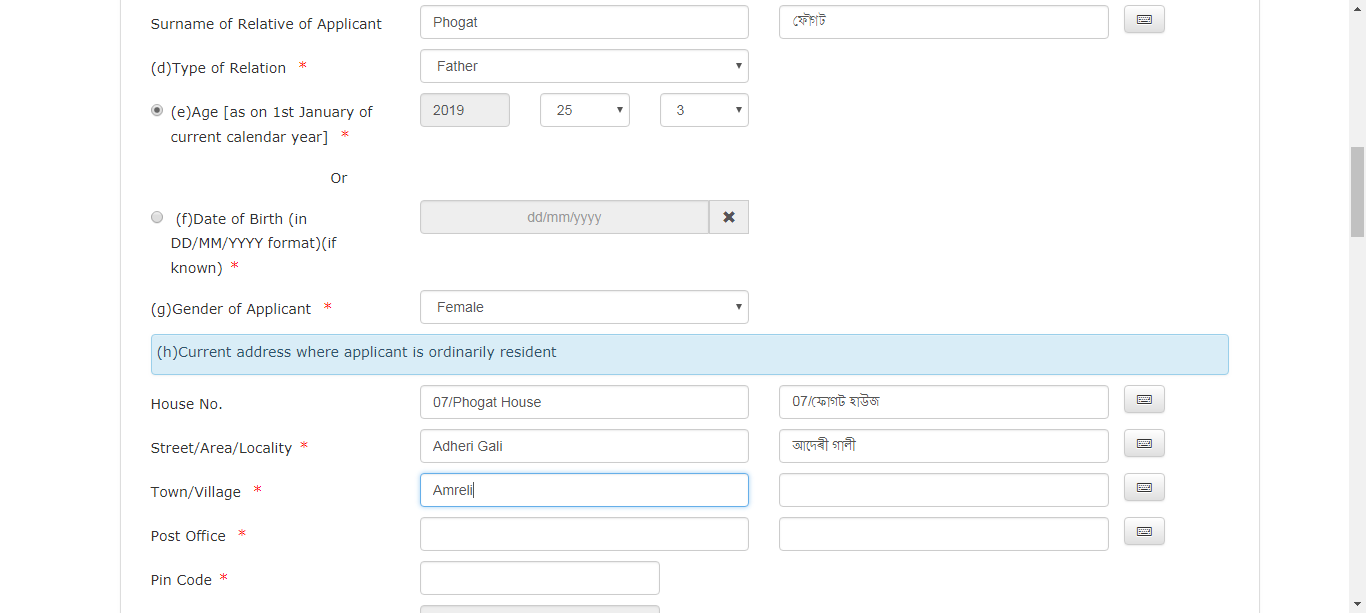 Surname of Relative of Applicant Phogat ফৌগট
(d)Type of Relation * Father
(e)Age [as on 1st January of 2019 25 3
current calendar year] *
Or
(f)Date of Birth (in dd/mm/yyyy
DD/MM/YYYY format)(if
known) *
(g)Gender of Applicant * Female
(h)Current address where applicant is ordinarily resident
House No. 07/Phogat House 07/ফোগট হাউজ
Street/Area/Locality * Adheri Gali আদেৰী গালী
Town/Village * Amreli
Post Office *
Pin Code *